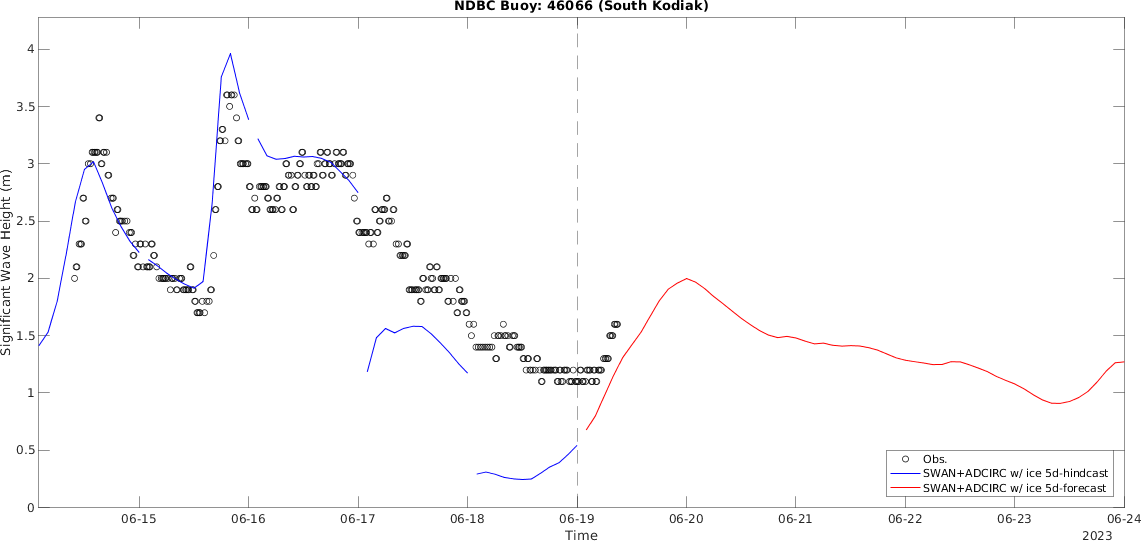 NDBC Buoy: 46066 (South Kodiak)
Significant Wave Height (m)
4
3.5
3
2.5
2
1.5
1
0.5
0
Obs.
SWAN+ADCIRC w/ ice 5d-hindcast
SWAN+ADCIRC w/ ice 5d-forecast
06-15 06-16 06-17 06-18 06-19 06-20 06-21 06-22 06-23 06-24
Time
2023